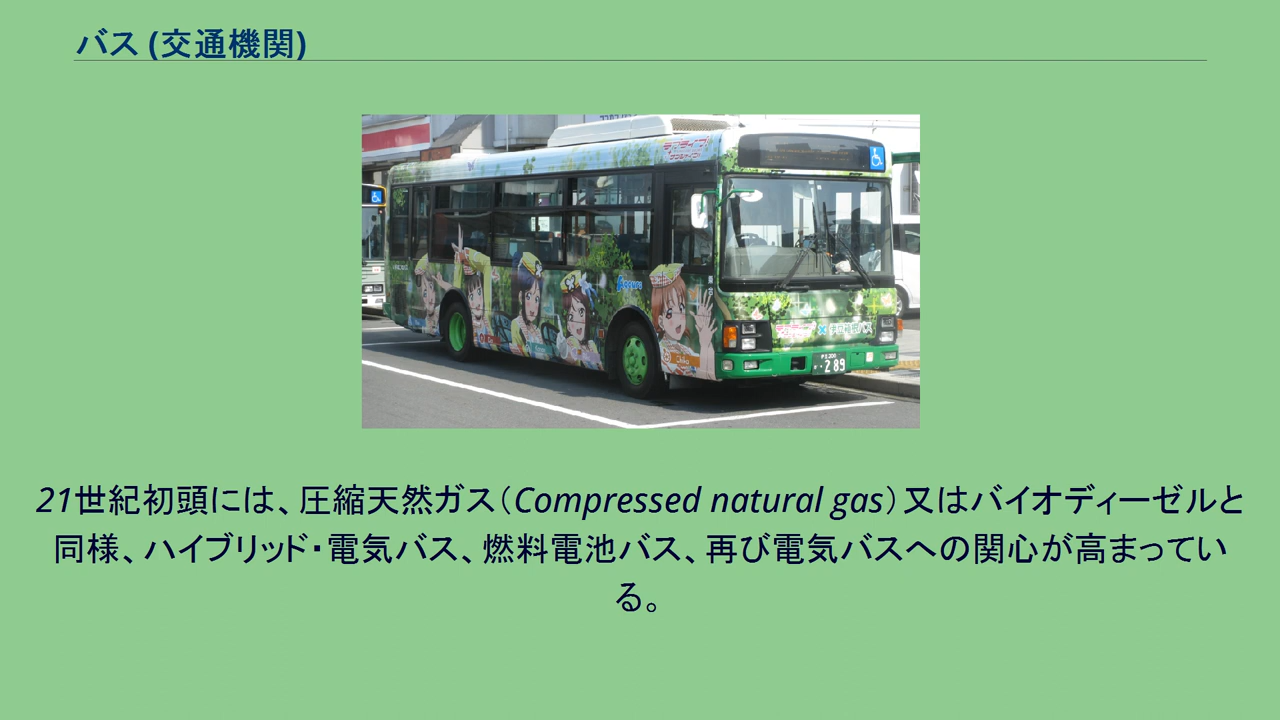 バス (交通機関)
289
Chika
21世紀初頭には、圧縮天然ガス（Compressed natural gas）又はバイオディーゼルと
同様、ハイブリッド・電気バス、燃料電池バス、再び電気バスへの関心が高まってい
る。